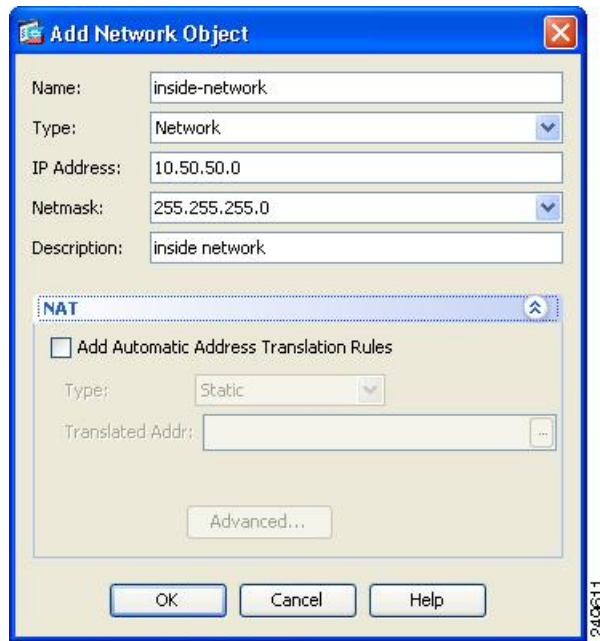 Add Network Object
Name: inside-network
Type: Network
IP Address: 10.50.50.0
Netmask: 255.255.255.0
Description: inside network
NAT
Add Automatic Address Translation Rules
Type: Static
Translated Addr: ...
Advanced...
OK Cancel Help
249611